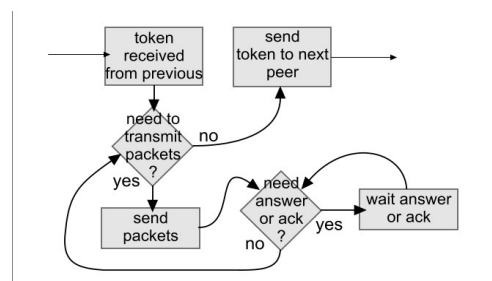 token
received
from previous
send
token to next
peer
need to
transmit
packets
?
no
yes
send
packets
need
answer
or ack
?
yes
no
wait answer
or ack